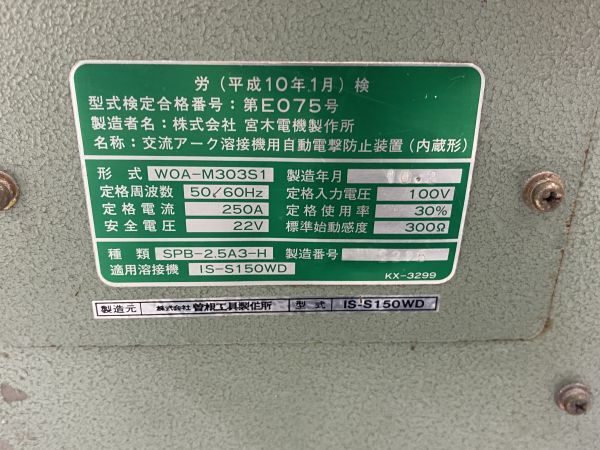 労(平成10年1月)検
型式検定合格番号:第E075号
製造者名:株式会社 宮木電機製作所
名称:交流アーク溶接機用自動電撃防止装置(内蔵形)
形式 WOA-M303S1 製造年月
定格周波数 50/60Hz 定格入力電圧 100V
定格電流 250A 定格使用率 30%
安全電圧 22V 標準始動感度 300Ω
種類 SPB-2.5A3-H 製造番号
適用溶接機 IS-S150WD
KX-3299
製造元 株式会社 曽根工具製作所 型式 IS-S150WD